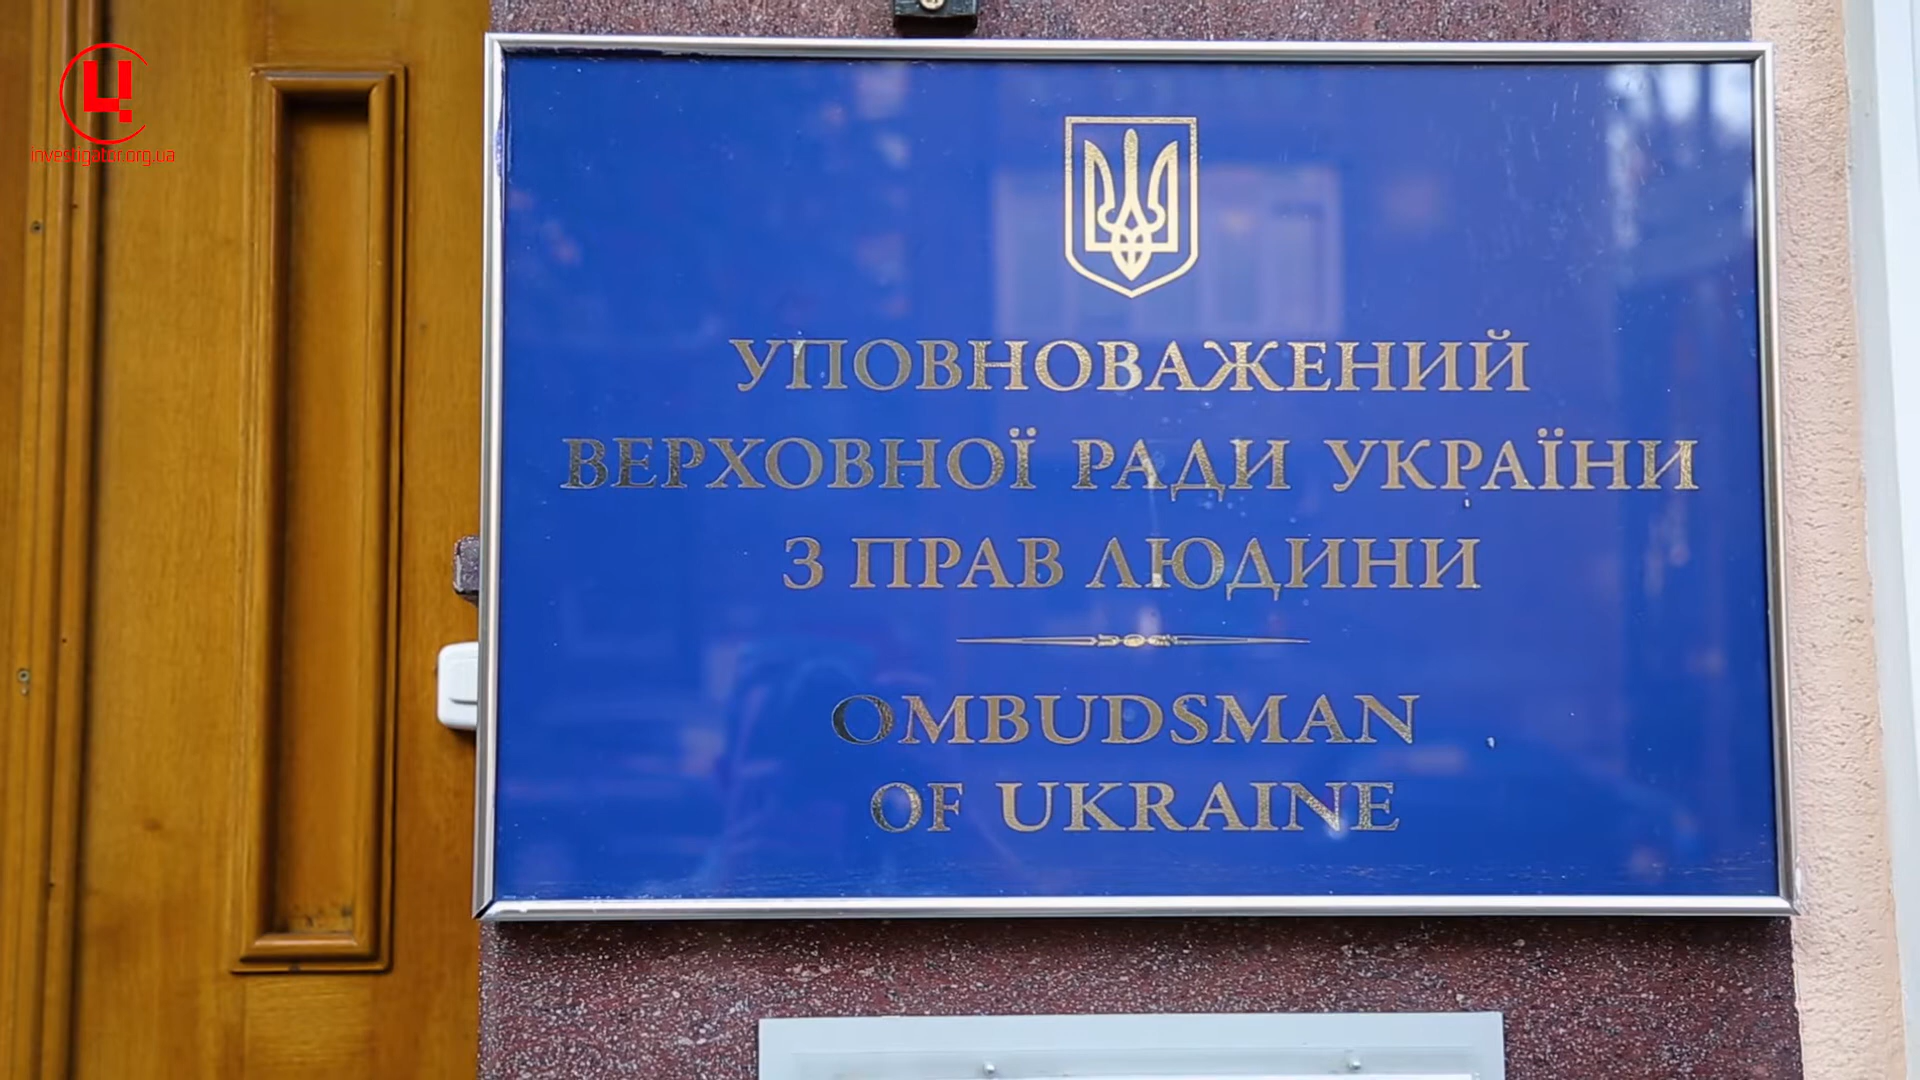 Ц
investigator.org.ua
УПОВНОВАЖЕНИЙ
ВЕРХОВНОЇ РАДИ УКРАЇНИ
З ПРАВ ЛЮДИНИ
OMBUDSMAN
OF UKRAINE